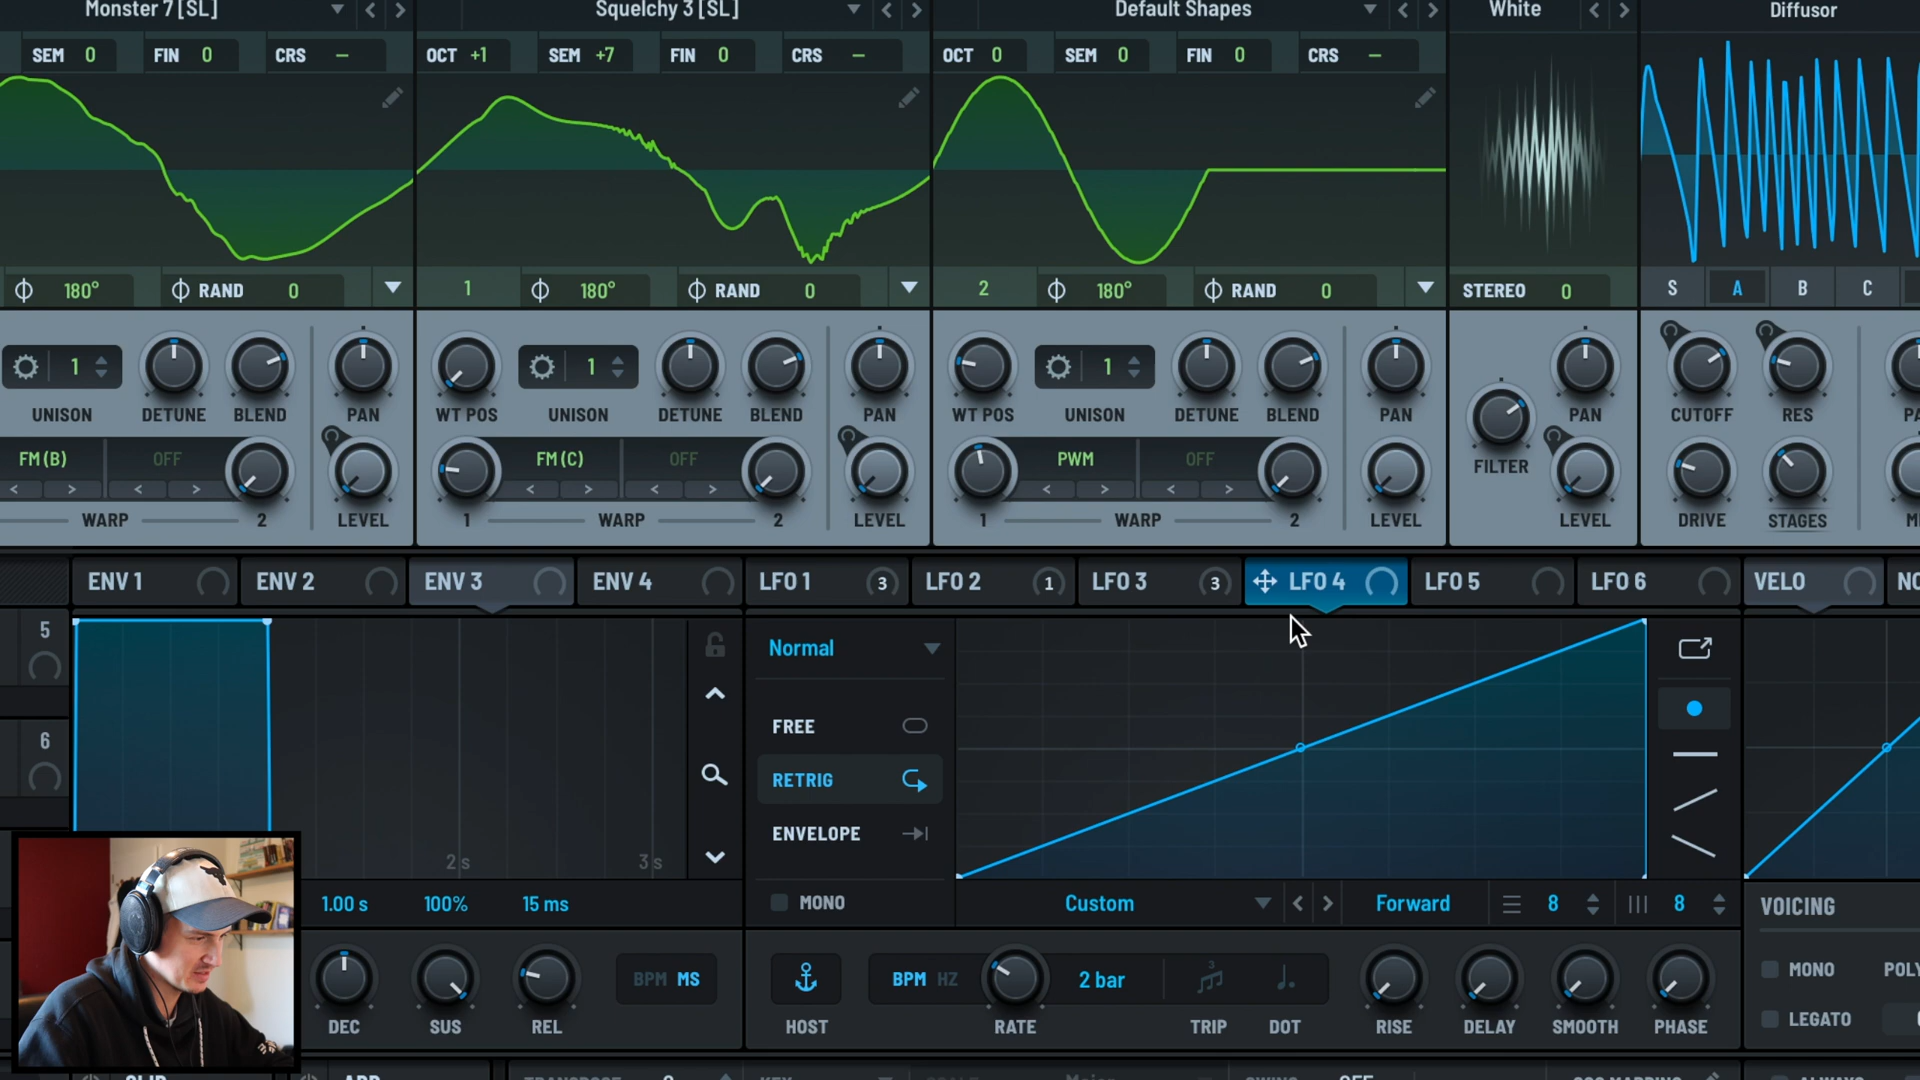 Monster 7 [SL] Squelchy 3 [SL] Default Shapes White Diffusor
SEM 0 FIN 0 CRS – OCT +1 SEM +7 FIN 0 CRS – OCT 0 SEM 0 FIN 0 CRS –
180° RAND 0 1 180° RAND 0 2 180° RAND 0 STEREO 0 S A B C
1 1 1
UNISON DETUNE BLEND PAN WT POS UNISON DETUNE BLEND PAN WT POS UNISON DETUNE BLEND PAN PAN CUTOFF RES
FM (B) OFF FM (C) OFF PWM OFF FILTER
WARP 2 LEVEL 1 WARP 2 LEVEL 1 WARP 2 LEVEL LEVEL DRIVE STAGES
ENV 1 ENV 2 ENV 3 ENV 4 LFO 1 3 LFO 2 1 LFO 3 3 LFO 4 LFO 5 LFO 6 VELO
5
Normal
FREE
6
RETRIG
ENVELOPE
2 s 3 s
1.00 s 100% 15 ms MONO Custom Forward 8 8 VOICING
BPM MS BPM HZ 2 bar 3 MONO
DEC SUS REL HOST RATE TRIP DOT RISE DELAY SMOOTH PHASE LEGATO